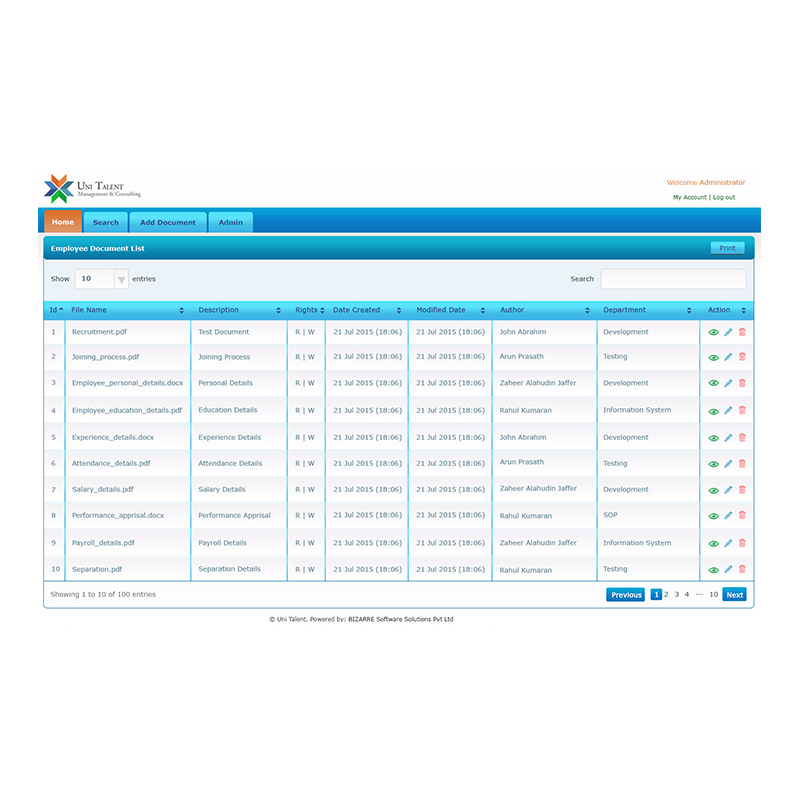 UNI TALENT
Management & Consulting
Welcome Administrator
My Account | Log out
Home Search Add Document Admin
Employee Document List Print
Show 10 entries Search
Id File Name Description Rights Date Created Modified Date Author Department Action
1 Recruitment.pdf Test Document R | W 21 Jul 2015 (18:06) 21 Jul 2015 (18:06) John Abrahim Development
2 Joining_process.pdf Joining Process R | W 21 Jul 2015 (18:06) 21 Jul 2015 (18:06) Arun Prasath Testing
3 Employee_personal_details.docx Personal Details R | W 21 Jul 2015 (18:06) 21 Jul 2015 (18:06) Zaheer Alahudin Jaffer Development
4 Employee_education_details.pdf Education Details R | W 21 Jul 2015 (18:06) 21 Jul 2015 (18:06) Rahul Kumaran Information System
5 Experience_details.docx Experience Details R | W 21 Jul 2015 (18:06) 21 Jul 2015 (18:06) John Abrahim Development
6 Attendance_details.pdf Attendance Details R | W 21 Jul 2015 (18:06) 21 Jul 2015 (18:06) Arun Prasath Testing
7 Salary_details.pdf Salary Details R | W 21 Jul 2015 (18:06) 21 Jul 2015 (18:06) Zaheer Alahudin Jaffer Development
8 Performance_apprisal.docx Performance Apprisal R | W 21 Jul 2015 (18:06) 21 Jul 2015 (18:06) Rahul Kumaran SOP
9 Payroll_details.pdf Payroll Details R | W 21 Jul 2015 (18:06) 21 Jul 2015 (18:06) Zaheer Alahudin Jaffer Information System
10 Separation.pdf Separation Details R | W 21 Jul 2015 (18:06) 21 Jul 2015 (18:06) Rahul Kumaran Testing
Showing 1 to 10 of 100 entries Previous 1 2 3 4 ··· 10 Next
© Uni Talent. Powered by: BIZARRE Software Solutions Pvt Ltd